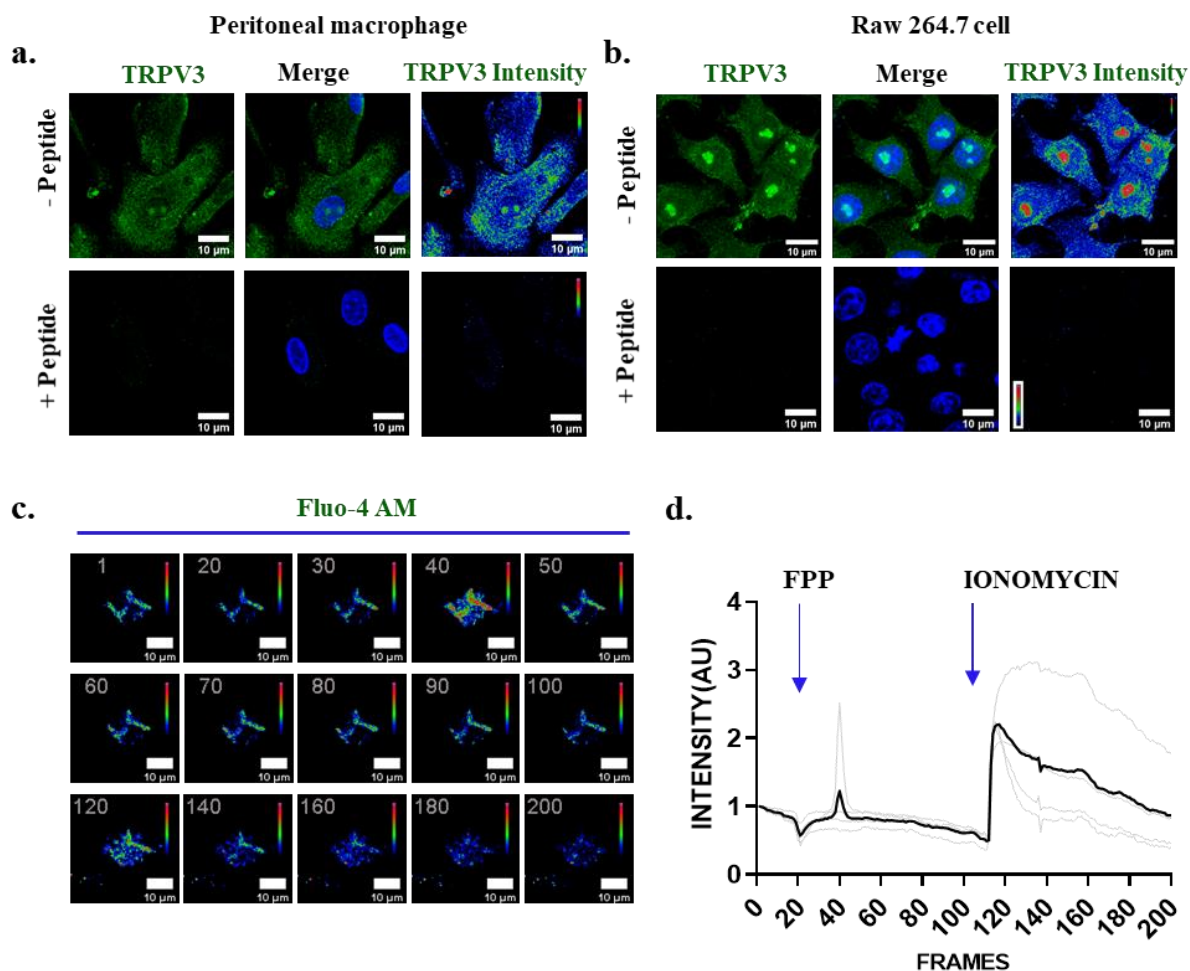 Peritoneal macrophage
Raw 264.7 cell
a.
TRPV3 Merge TRPV3 Intensity
- Peptide
10 µm 10 µm 10 µm
+ Peptide
10 µm 10 µm 10 µm
b.
TRPV3 Merge TRPV3 Intensity
- Peptide
10 µm 10 µm 10 µm
+ Peptide
10 µm 10 µm 10 µm
c.
Fluo-4 AM
1 20 30 40 50
10 µm 10 µm 10 µm 10 µm 10 µm
60 70 80 90 100
10 µm 10 µm 10 µm 10 µm 10 µm
120 140 160 180 200
10 µm 10 µm 10 µm 10 µm 10 µm
d.
FPP IONOMYCIN
INTENSITY(AU)
4
3
2
1
0
0 20 40 60 80 100 120 140 160 180 200
FRAMES